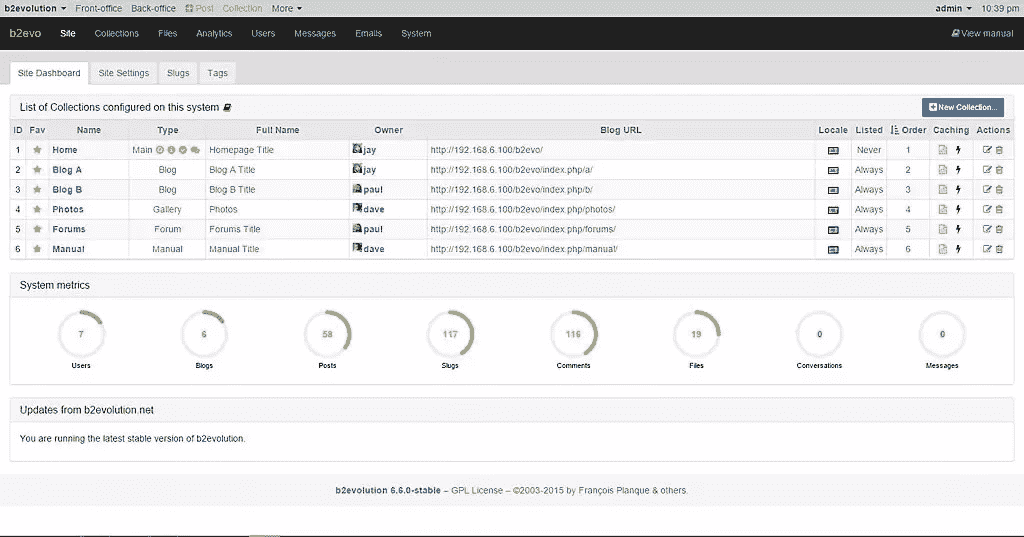 b2evolution Front-office Back-office Post Collection More admin 10:39 pm
b2evo Site Collections Files Analytics Users Messages Emails System View manual
Site Dashboard Site Settings Slugs Tags
List of Collections configured on this system New Collection...
ID Fav Name Type Full Name Owner Blog URL Locale Listed Order Caching Actions
1 Home Main Homepage Title jay http://192.168.6.100/b2evo/ Never 1
2 Blog A Blog Blog A Title jay http://192.168.6.100/b2evo/index.php/a/ Always 2
3 Blog B Blog Blog B Title paul http://192.168.6.100/b2evo/index.php/b/ Always 3
4 Photos Gallery Photos dave http://192.168.6.100/b2evo/index.php/photos/ Always 4
5 Forums Forum Forums Title paul http://192.168.6.100/b2evo/index.php/forums/ Always 5
6 Manual Manual Manual Title dave http://192.168.6.100/b2evo/index.php/manual/ Always 6
System metrics
7 6 58 117 116 19 0 0
Users Blogs Posts Slugs Comments Files Conversations Messages
Updates from b2evolution.net
You are running the latest stable version of b2evolution.
b2evolution 6.6.0-stable – GPL License – ©2003-2015 by François Planque & others.